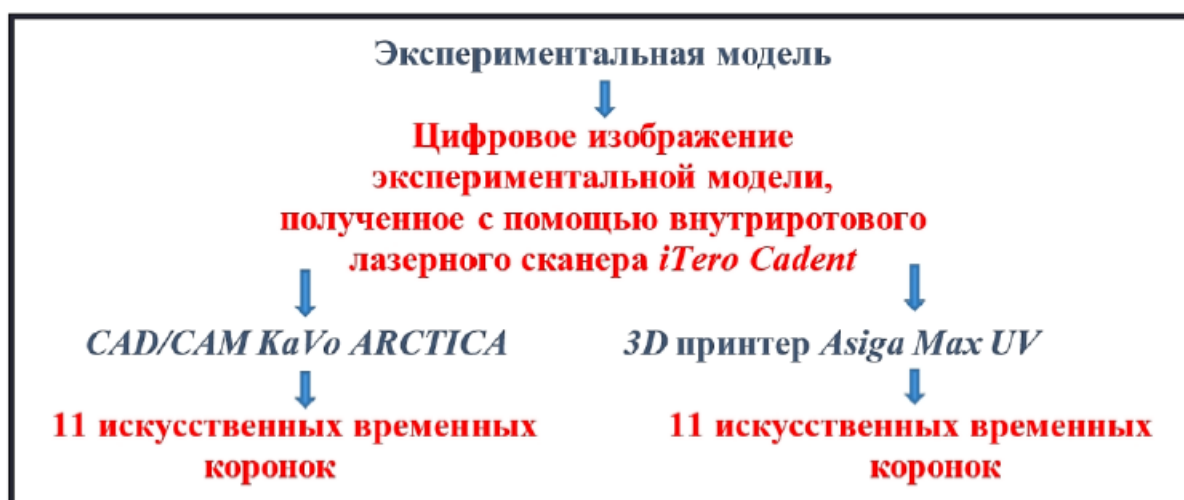 Экспериментальная модель
Цифровое изображение
экспериментальной модели,
полученное с помощью внутриротового
лазерного сканера iTero Cadent
CAD/CAM KaVo ARCTICA
3D принтер Asiga Max UV
11 искусственных временных
коронок
11 искусственных временных
коронок